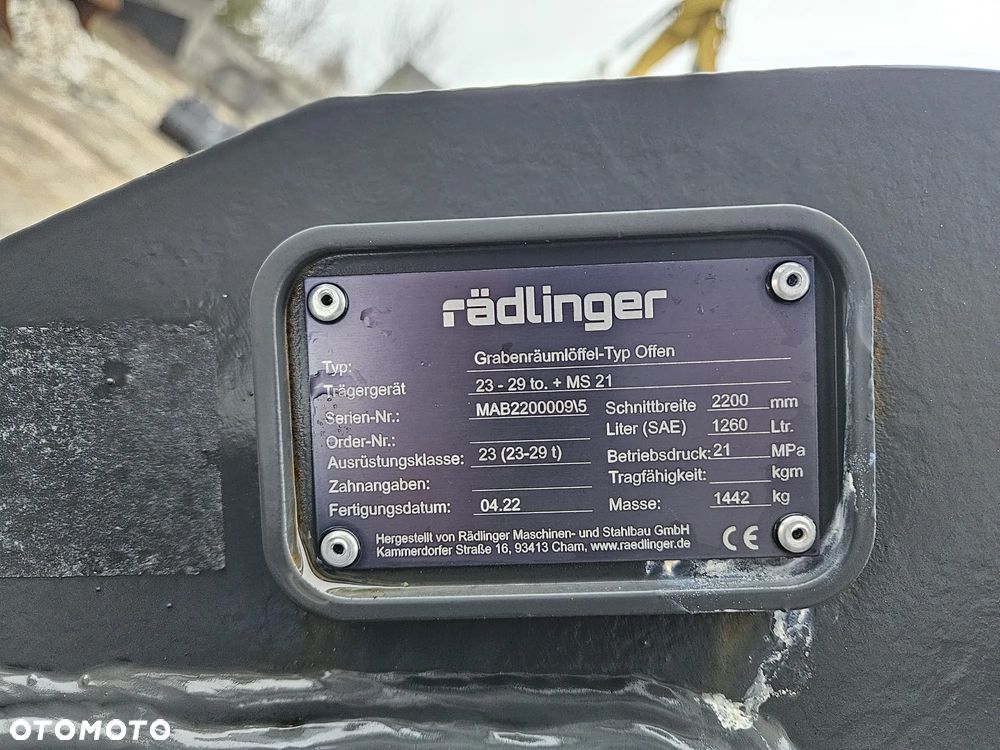 rädlinger
Typ: Grabenräumlöffel-Typ Offen
Trägergerät 23 - 29 to. + MS 21
Serien-Nr.: MAB2200009\5 Schnittbreite 2200 mm
Order-Nr.: Liter (SAE) 1260 Ltr.
Ausrüstungsklasse: 23 (23-29 t) Betriebsdruck: 21 MPa
Zahnangaben: Tragfähigkeit: kgm
Fertigungsdatum: 04.22 Masse: 1442 kg
Hergestellt von Rädlinger Maschinen- und Stahlbau GmbH
Kammerdorfer Straße 16, 93413 Cham, www.raedlinger.de
CE
OTOMOTO